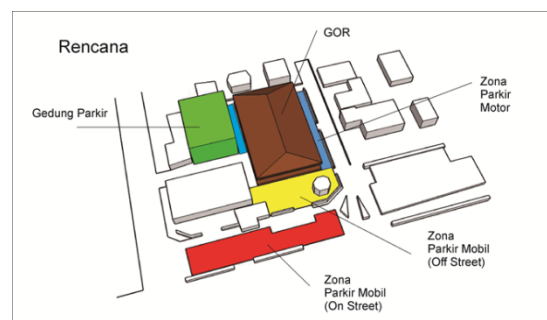 Rencana
GOR
Gedung Parkir
Zona
Parkir
Motor
Zona
Parkir Mobil
(Off Street)
Zona
Parkir Mobil
(On Street)